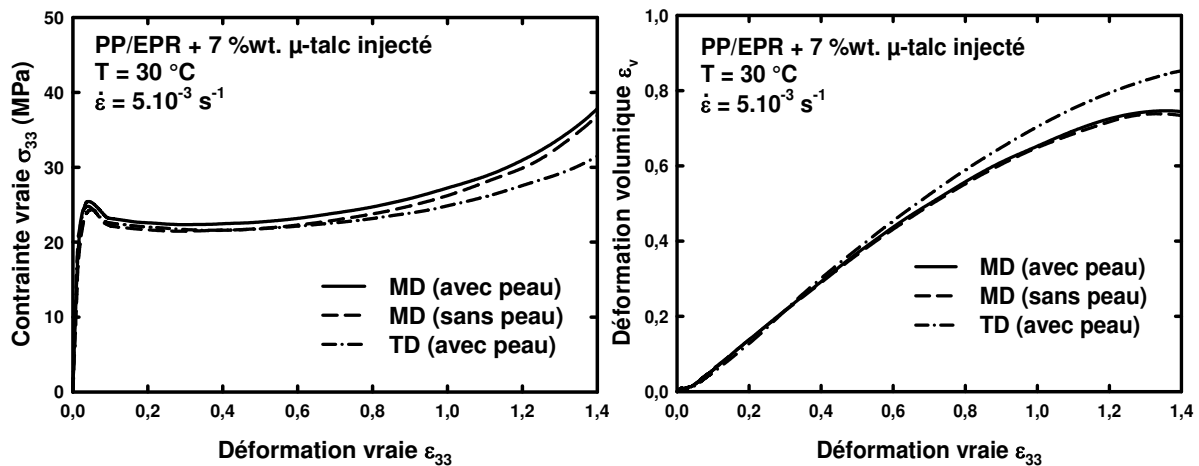 50
40
30
20
10
0
Contrainte vraie σ33 (MPa)
PP/EPR + 7 %wt. µ-talc injecté
T = 30 °C
ε̇ = 5.10-3 s-1
MD (avec peau)
MD (sans peau)
TD (avec peau)
0,0 0,2 0,4 0,6 0,8 1,0 1,2 1,4
Déformation vraie ε33
1,0
0,8
0,6
0,4
0,2
0,0
Déformation volumique εv
PP/EPR + 7 %wt. µ-talc injecté
T = 30 °C
ε̇ = 5.10-3 s-1
MD (avec peau)
MD (sans peau)
TD (avec peau)
0,0 0,2 0,4 0,6 0,8 1,0 1,2 1,4
Déformation vraie ε33